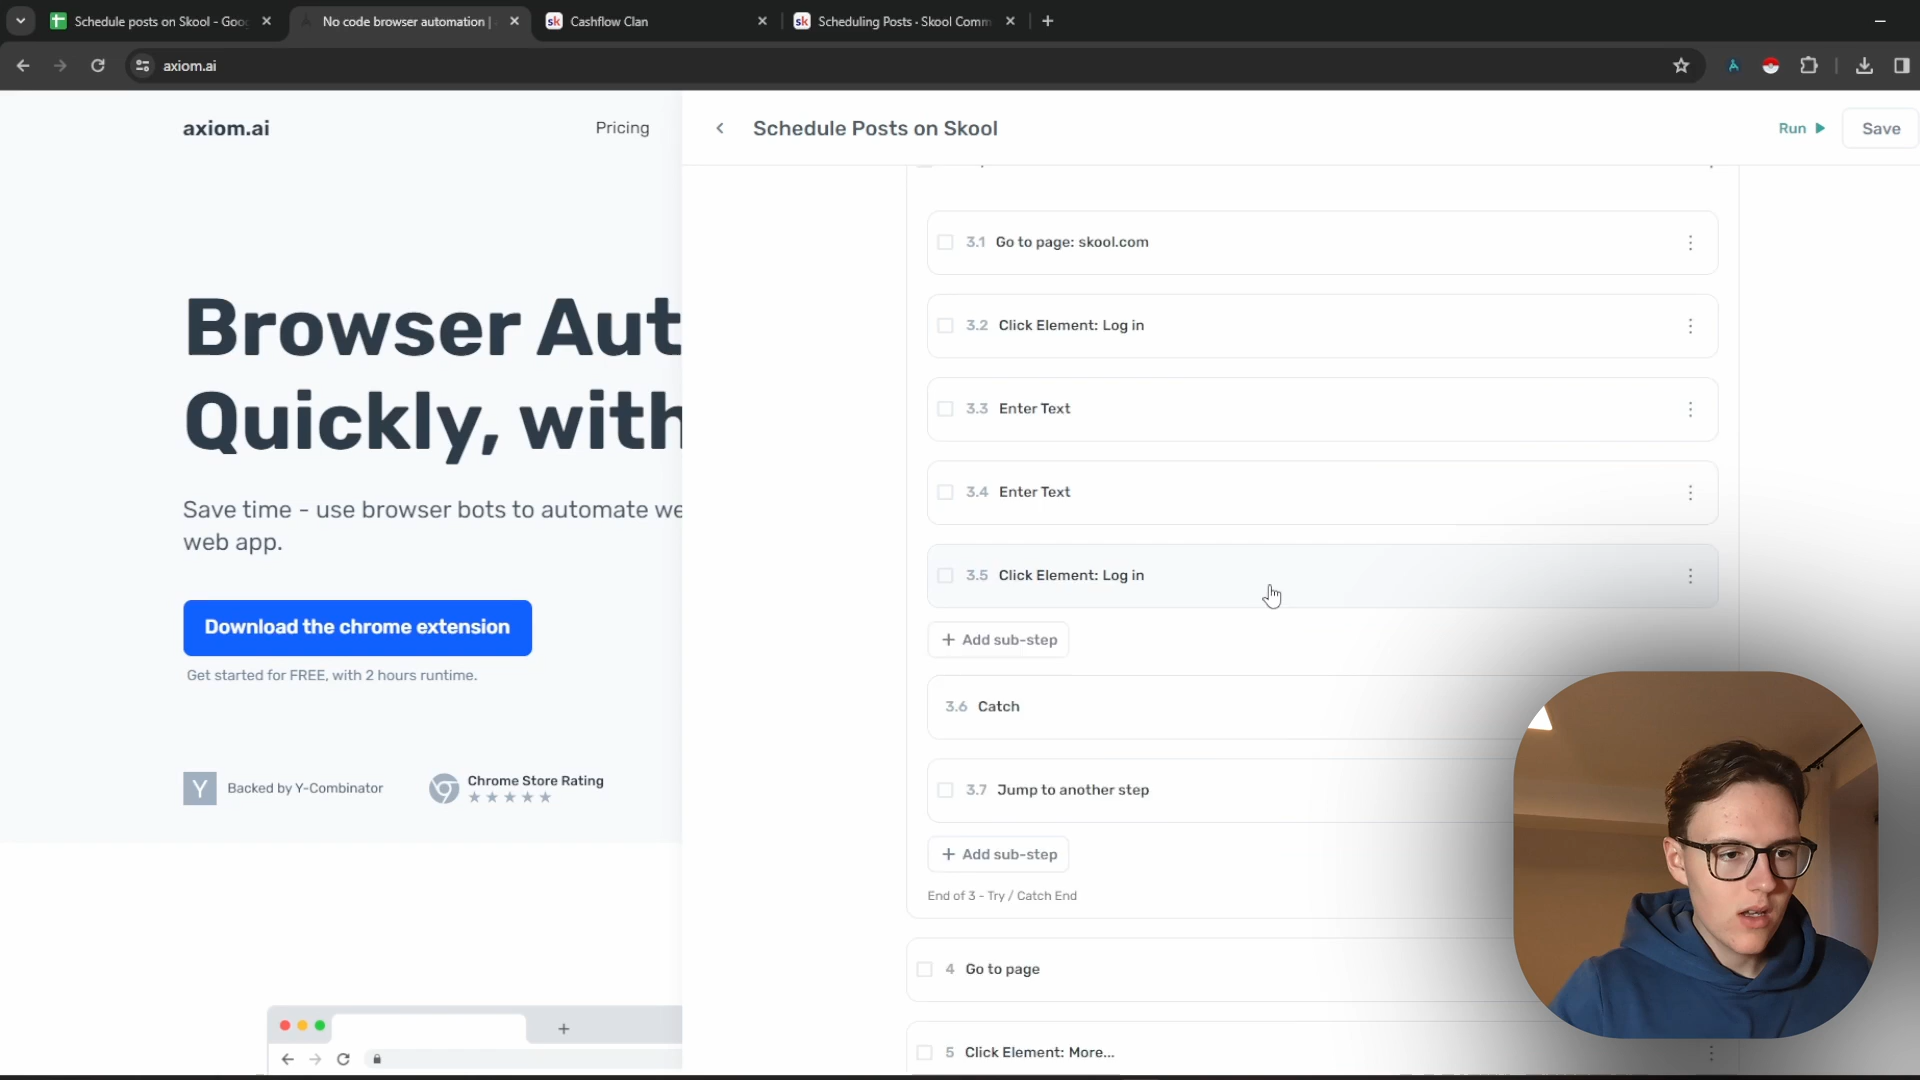 Schedule posts on Skool - Goo
No code browser automation |
sk Cashflow Clan
sk Scheduling Posts · Skool Comm
axiom.ai
axiom.ai
Pricing
Schedule Posts on Skool
Run
Save
Browser Aut
Quickly, with
Save time - use browser bots to automate we
web app.
Download the chrome extension
Get started for FREE, with 2 hours runtime.
Y Backed by Y-Combinator
Chrome Store Rating
3.1 Go to page: skool.com
3.2 Click Element: Log in
3.3 Enter Text
3.4 Enter Text
3.5 Click Element: Log in
+ Add sub-step
3.6 Catch
3.7 Jump to another step
+ Add sub-step
End of 3 - Try / Catch End
4 Go to page
5 Click Element: More...